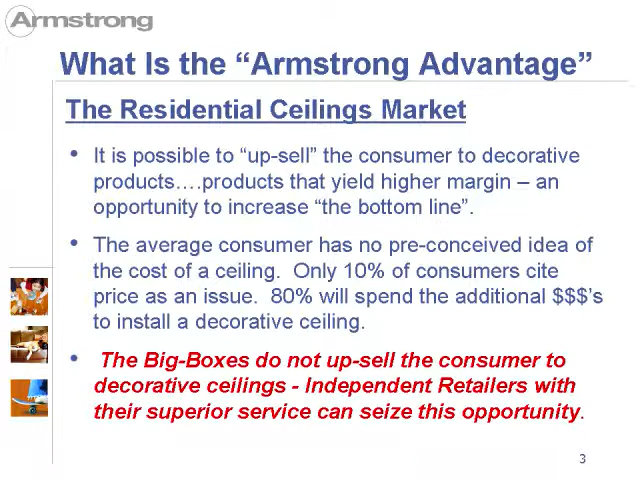 Armstrong
What Is the “Armstrong Advantage”
The Residential Ceilings Market
• It is possible to “up-sell” the consumer to decorative
products….products that yield higher margin – an
opportunity to increase “the bottom line”.
• The average consumer has no pre-conceived idea of
the cost of a ceiling. Only 10% of consumers cite
price as an issue. 80% will spend the additional $$$’s
to install a decorative ceiling.
• The Big-Boxes do not up-sell the consumer to
decorative ceilings - Independent Retailers with
their superior service can seize this opportunity.
3